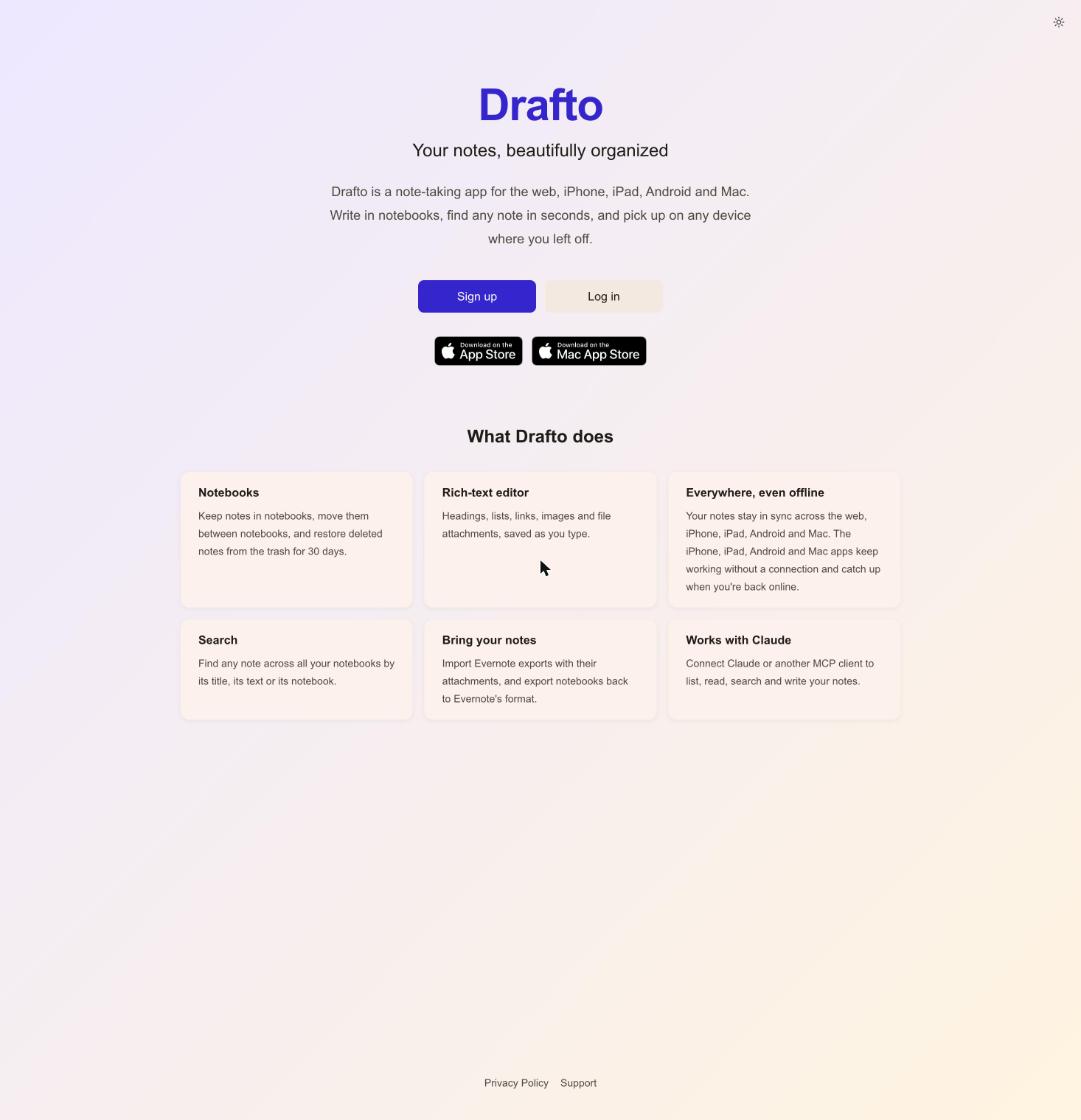 Drafto
Your notes, beautifully organized
Drafto is a note-taking app for the web, iPhone, iPad, Android and Mac.
Write in notebooks, find any note in seconds, and pick up on any device
where you left off.
Sign up
Log in
Download on the
App Store
Download on the
Mac App Store
What Drafto does
Notebooks
Keep notes in notebooks, move them
between notebooks, and restore deleted
notes from the trash for 30 days.
Rich-text editor
Headings, lists, links, images and file
attachments, saved as you type.
Everywhere, even offline
Your notes stay in sync across the web,
iPhone, iPad, Android and Mac. The
iPhone, iPad, Android and Mac apps keep
working without a connection and catch up
when you're back online.
Search
Find any note across all your notebooks by
its title, its text or its notebook.
Bring your notes
Import Evernote exports with their
attachments, and export notebooks back
to Evernote's format.
Works with Claude
Connect Claude or another MCP client to
list, read, search and write your notes.
Privacy Policy
Support